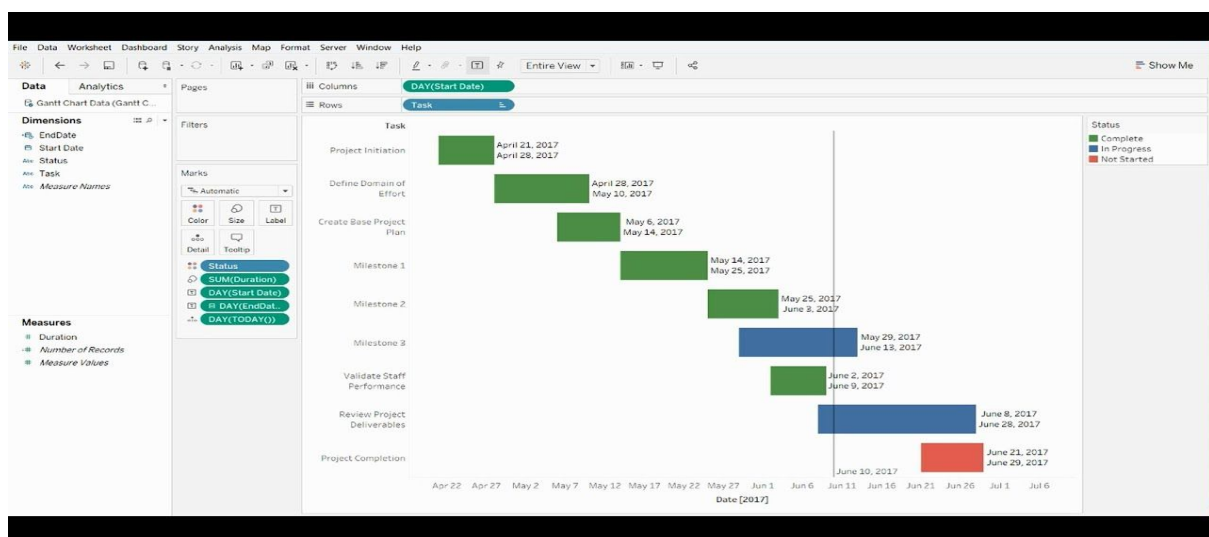 File Data Worksheet Dashboard Story Analysis Map Format Server Window Help
Entire View
Show Me
Data Analytics
Gantt Chart Data (Gantt C...
Dimensions
EndDate
Start Date
Abc Status
Abc Task
Abc Measure Names
Measures
# Duration
Number of Records
# Measure Values
Pages
Filters
Marks
Automatic
Color Size Label
Detail Tooltip
Status
SUM(Duration)
DAY(Start Date)
DAY(EndDat..
DAY(TODAY())
Columns DAY(Start Date)
Rows Task
Task
Project Initiation
April 21, 2017
April 28, 2017
Define Domain of
Effort
April 28, 2017
May 10, 2017
Create Base Project
Plan
May 6, 2017
May 14, 2017
Milestone 1
May 14, 2017
May 25, 2017
Milestone 2
May 25, 2017
June 3, 2017
Milestone 3
May 29, 2017
June 13, 2017
Validate Staff
Performance
June 2, 2017
June 9, 2017
Review Project
Deliverables
June 8, 2017
June 28, 2017
Project Completion
June 21, 2017
June 29, 2017
June 10, 2017
Apr 22 Apr 27 May 2 May 7 May 12 May 17 May 22 May 27 Jun 1 Jun 6 Jun 11 Jun 16 Jun 21 Jun 26 Jul 1 Jul 6
Date [2017]
Status
Complete
In Progress
Not Started